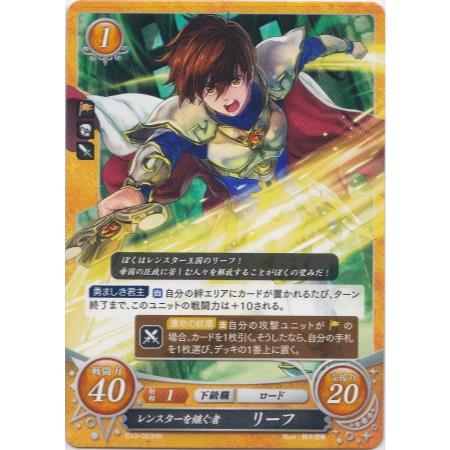 1
ぼくはレンスター王国のリーフ！
帝国の圧政に苦しむ人々を解放することがぼくの望みだ！
勇ましき君主 自 自分の絆エリアにカードが置かれるたび、ターン
終了まで、このユニットの戦闘力は+10される。
運命の紋章 支 自分の攻撃ユニットが
の場合、カードを1枚引く。そうしたなら、自分の手札
を1枚選び、デッキの1番上に置く。
戦闘力
40
射程 1 下級職 ロード
支援力
20
レンスターを継ぐ者 リーフ